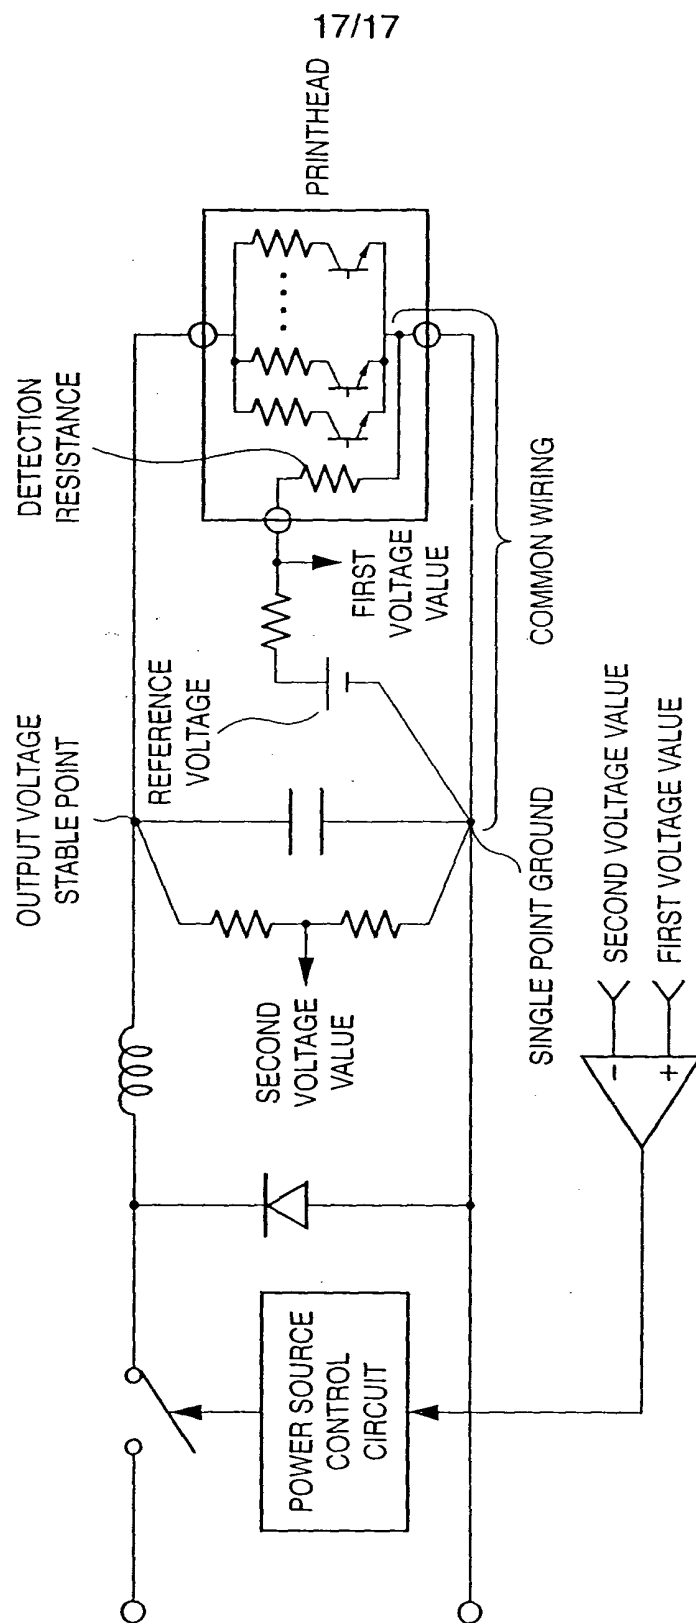 17/17
PRINTHEAD
DETECTION
RESISTANCE
FIRST
VOLTAGE
VALUE
COMMON WIRING
REFERENCE
VOLTAGE
OUTPUT VOLTAGE
STABLE POINT
SECOND
VOLTAGE
VALUE
SINGLE POINT GROUND
SECOND VOLTAGE VALUE
FIRST VOLTAGE VALUE
-
+
POWER SOURCE
CONTROL
CIRCUIT